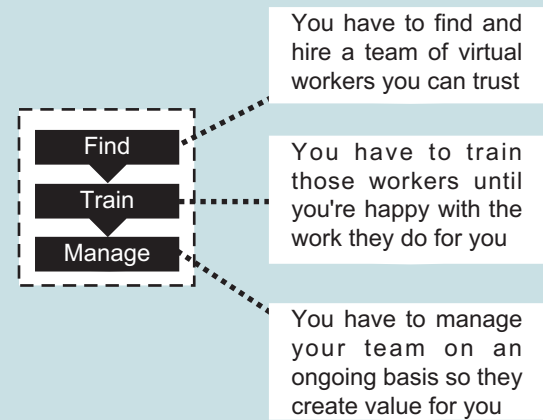 You have to find and
hire a team of virtual
workers you can trust
Find
Train
Manage
You have to train
those workers until
you're happy with the
work they do for you
You have to manage
your team on an
ongoing basis so they
create value for you